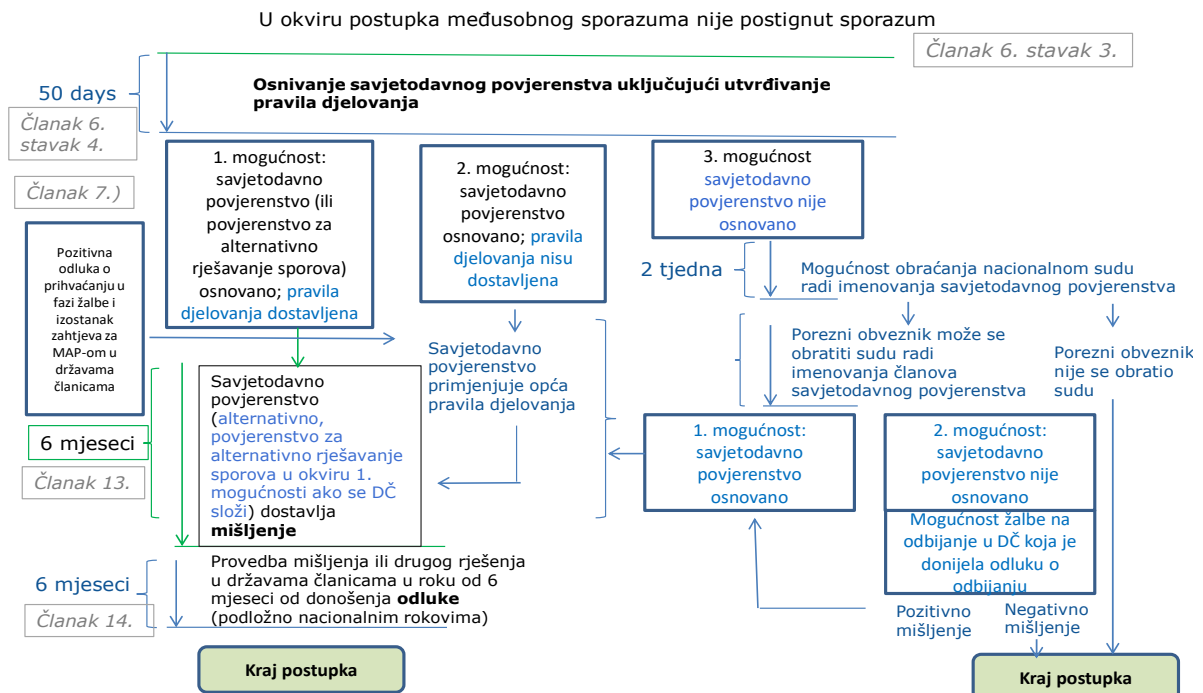 U okviru postupka međusobnog sporazuma nije postignut sporazum
Članak 6. stavak 3.
50 days
Osnivanje savjetodavnog povjerenstva uključujući utvrđivanje
pravila djelovanja
Članak 6.
stavak 4.
Članak 7.)
1. mogućnost:
savjetodavno
povjerenstvo (ili
povjerenstvo za
alternativno
rješavanje sporova)
osnovano; pravila
djelovanja dostavljena
2. mogućnost:
savjetodavno
povjerenstvo
osnovano; pravila
djelovanja nisu
dostavljena
3. mogućnost
savjetodavno
povjerenstvo nije
osnovano
Pozitivna
odluka o
prihvaćanju u
fazi žalbe i
izostanak
zahtjeva za
MAP-om u
državama
članicama
2 tjedna
Mogućnost obraćanja nacionalnom sudu
radi imenovanja savjetodavnog povjerenstva
Savjetodavno
povjerenstvo
primjenjuje opća
pravila djelovanja
Porezni obveznik može se
obratiti sudu radi
imenovanja članova
savjetodavnog povjerenstva
Porezni obveznik
nije se obratio
sudu
6 mjeseci
Članak 13.
Savjetodavno
povjerenstvo
(alternativno,
povjerenstvo za
alternativno rješavanje
sporova u okviru 1.
mogućnosti ako se DČ
složi) dostavlja
mišljenje
1. mogućnost:
savjetodavno
povjerenstvo
osnovano
2. mogućnost:
savjetodavno
povjerenstvo nije
osnovano
Mogućnost žalbe na
odbijanje u DČ koja je
donijela odluku o
odbijanju
6 mjeseci
Članak 14.
Provedba mišljenja ili drugog rješenja
u državama članicama u roku od 6
mjeseci od donošenja odluke
(podložno nacionalnim rokovima)
Pozitivno
mišljenje
Negativno
mišljenje
Kraj postupka
Kraj postupka